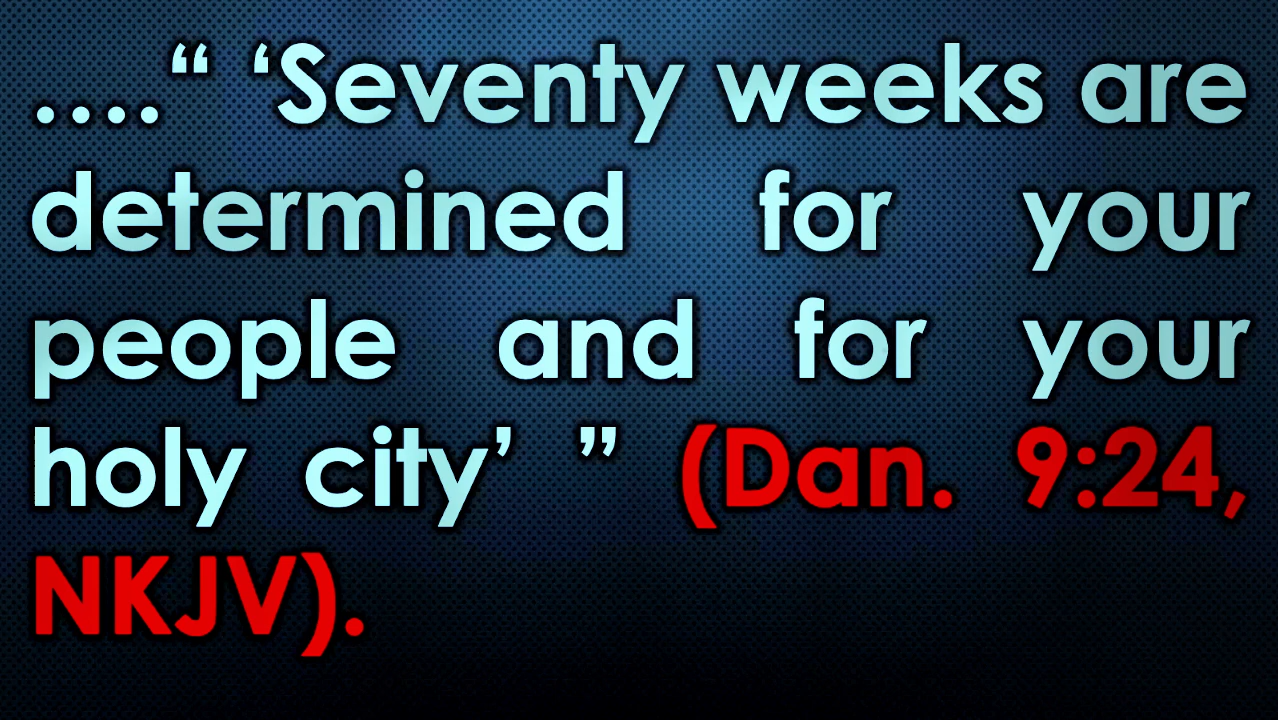 ....“ ‘Seventy weeks are
determined for your
people and for your
holy city’ ” (Dan. 9:24,
NKJV).